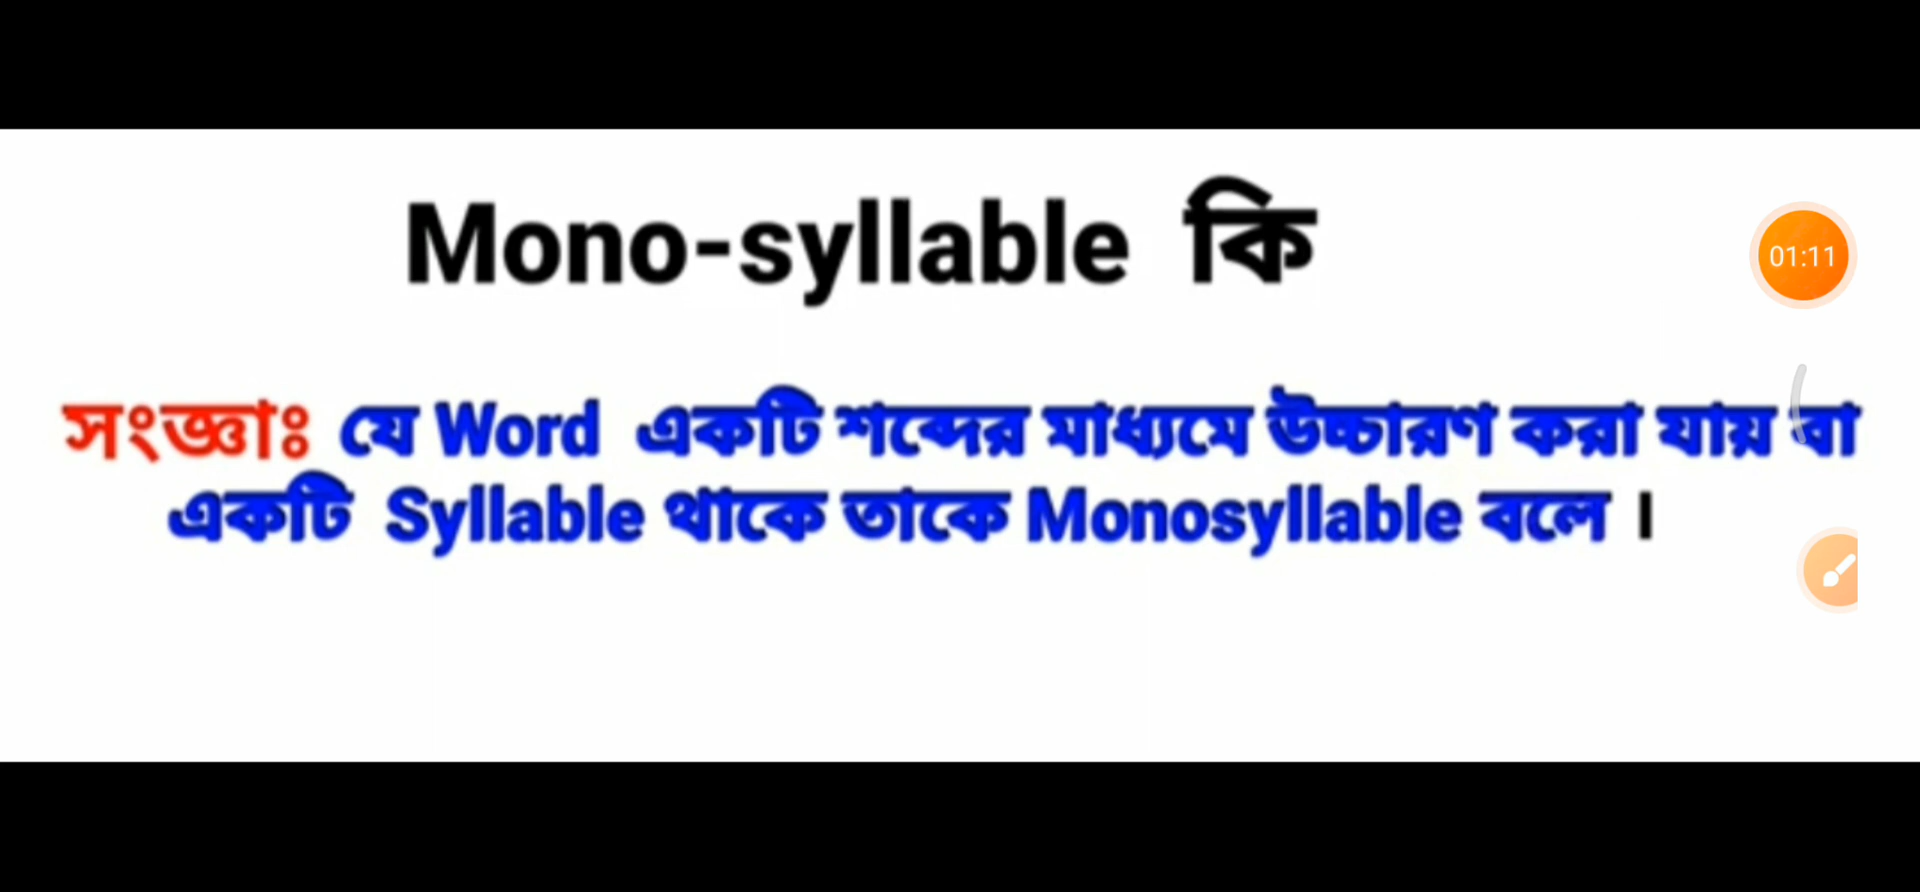 Mono-syllable কি
01:11
সংজ্ঞাঃ যে Word একটি শব্দের মাধ্যমে উচ্চারণ করা যায় বা
একটি Syllable থাকে তাকে Monosyllable বলে ।